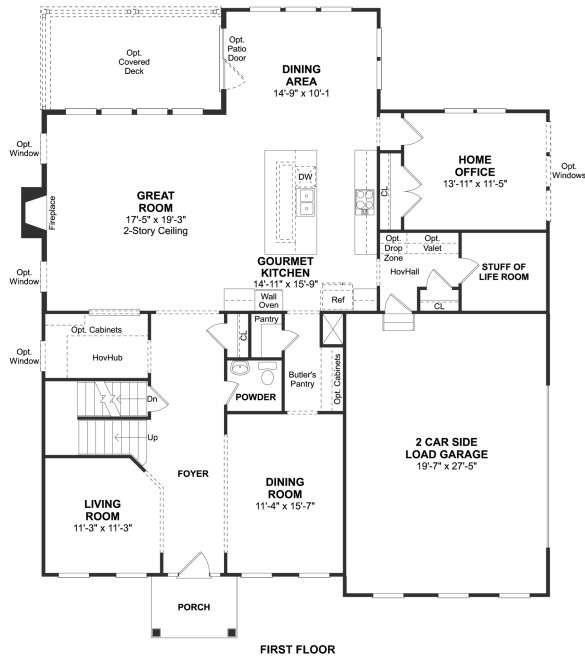 Opt.
Covered
Deck
Opt.
Patio
Door
DINING
AREA
14'-9" x 10'-1
Opt.
Window
Fireplace
GREAT
ROOM
17'-5" x 19'-3"
2-Story Ceiling
DW
CL
HOME
OFFICE
13'-11" x 11'-5"
Opt.
Windows
Opt.
Window
GOURMET
KITCHEN
14'-11" x 15'-9"
Opt.
Drop
Zone
Opt.
Valet
HovHall
STUFF OF
LIFE ROOM
CL
Wall
Oven
Ref
Opt.
Window
Opt. Cabinets
HovHub
CL
Pantry
Butler's
Pantry
Opt. Cabinets
POWDER
Dn
Up
FOYER
LIVING
ROOM
11'-3" x 11'-3"
DINING
ROOM
11'-4" x 15'-7"
2 CAR SIDE
LOAD GARAGE
19'-7" x 27'-5"
PORCH
FIRST FLOOR